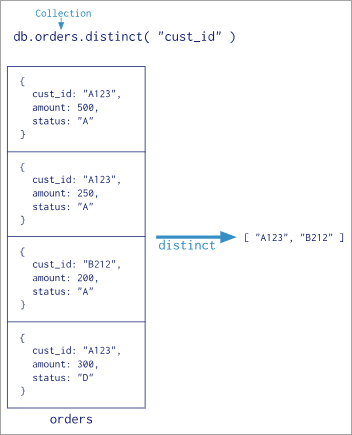 Collection
db.orders.distinct( "cust_id" )
{
cust_id: "A123",
amount: 500,
status: "A"
}
{
cust_id: "A123",
amount: 250,
status: "A"
}
{
cust_id: "B212",
amount: 200,
status: "A"
}
{
cust_id: "A123",
amount: 300,
status: "D"
}
orders
distinct
[ "A123", "B212" ]